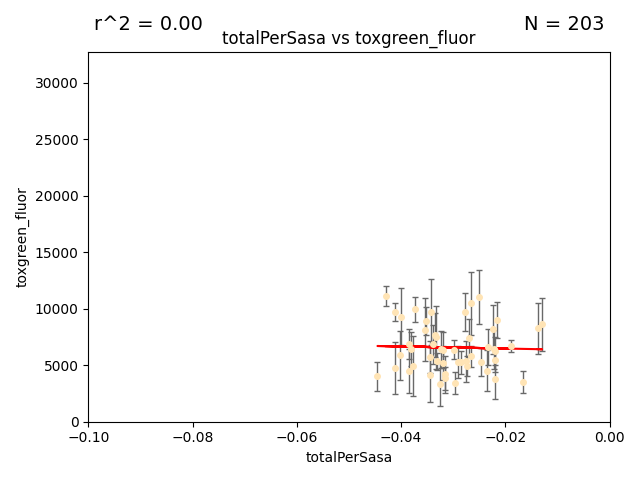 r^2 = 0.00
N = 203
totalPerSasa vs toxgreen_fluor
toxgreen_fluor
30000
25000
20000
15000
10000
5000
0
−0.10
−0.08
−0.06
−0.04
−0.02
0.00
totalPerSasa